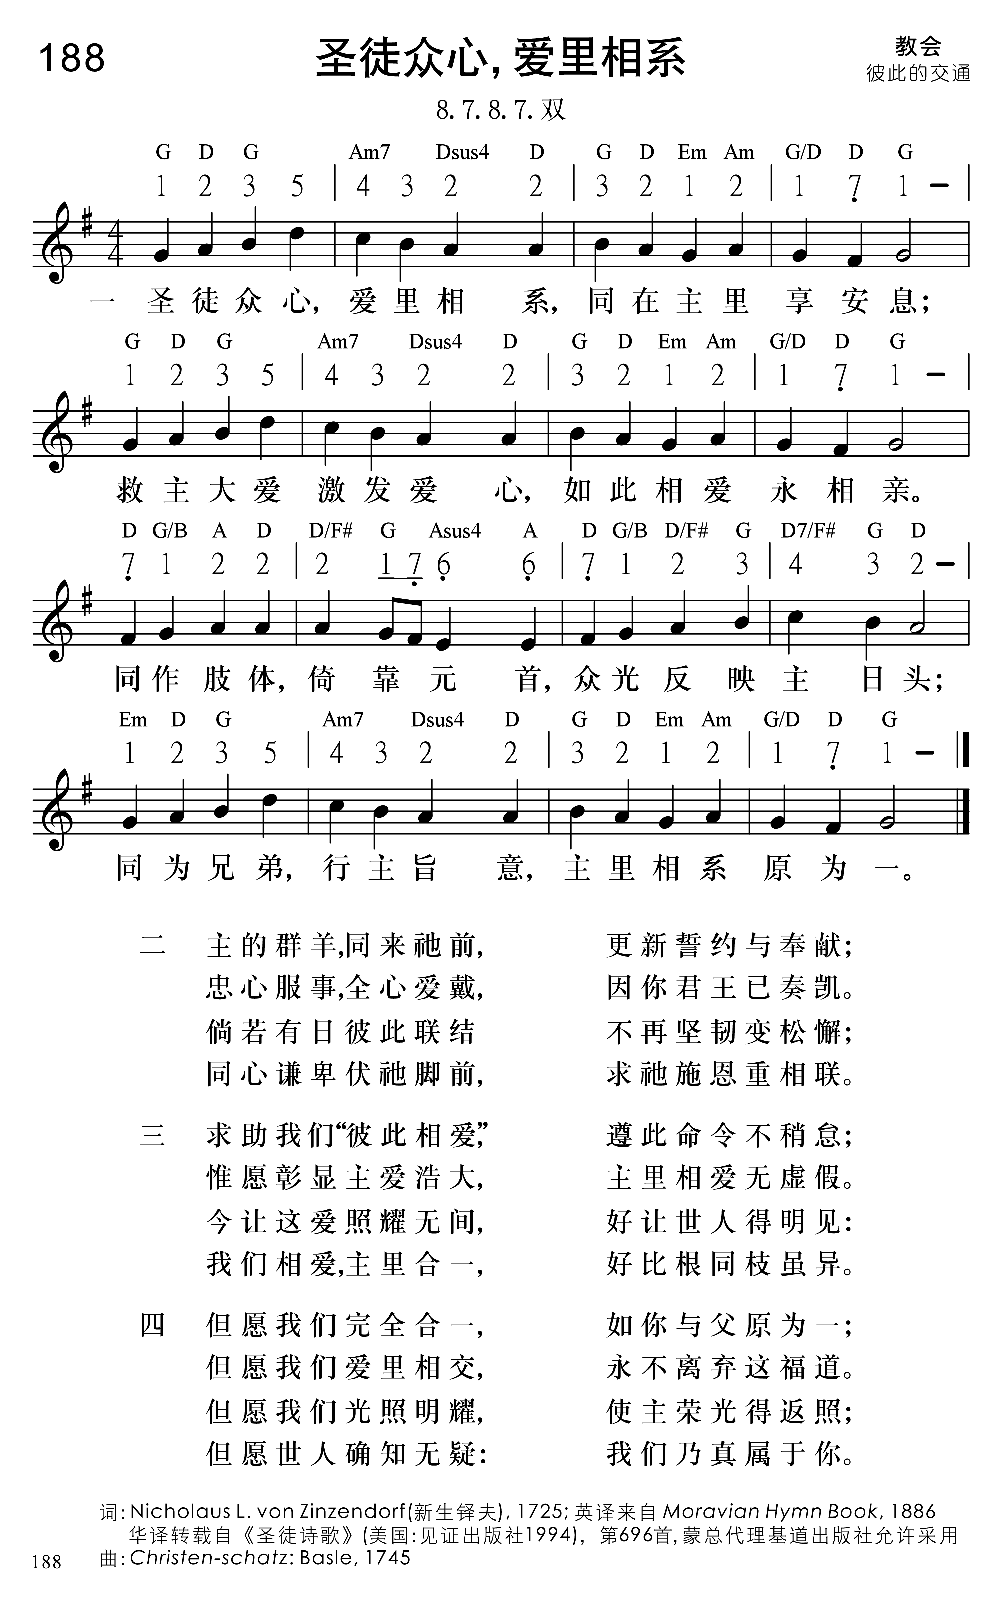 188 圣徒众心，爱里相系 教会
彼此的交通
8. 7. 8. 7. 双
G D G Am7 Dsus4 D G D Em Am G/D D G
1 2 3 5 | 4 3 2 2 | 3 2 1 2 | 1 7̣ 1 – |
4/4
一 圣徒众心，爱里相系，同在主里享安息；
G D G Am7 Dsus4 D G D Em Am G/D D G
1 2 3 5 | 4 3 2 2 | 3 2 1 2 | 1 7̣ 1 – |
救主大爱激发爱心，如此相爱永相亲。
D G/B A D D/F# G Asus4 A D G/B D/F# G D7/F# G D
7̣ 1 2 2 | 2 1 7̣ 6̣ 6̣ | 7̣ 1 2 3 | 4 3 2 – |
同作肢体，倚靠元首，众光反映主日头；
Em D G Am7 Dsus4 D G D Em Am G/D D G
1 2 3 5 | 4 3 2 2 | 3 2 1 2 | 1 7̣ 1 – ‖
同为兄弟，行主旨意，主里相系原为一。
二 主的群羊，同来祂前， 更新誓约与奉献；
忠心服事，全心爱戴， 因你君王已奏凯。
倘若有日彼此联结 不再坚韧变松懈；
同心谦卑伏祂脚前， 求祂施恩重相联。
三 求助我们“彼此相爱”， 遵此命令不稍怠；
惟愿彰显主爱浩大， 主里相爱无虚假。
今让这爱照耀无间， 好让世人得明见：
我们相爱，主里合一， 好比根同枝虽异。
四 但愿我们完全合一， 如你与父原为一；
但愿我们爱里相交， 永不离弃这福道。
但愿我们光照明耀， 使主荣光得返照；
但愿世人确知无疑： 我们乃真属于你。
词：Nicholaus L. von Zinzendorf(新生铎夫), 1725; 英译来自 Moravian Hymn Book, 1886
华译转载自《圣徒诗歌》(美国:见证出版社1994)，第696首,蒙总代理基道出版社允许采用
188 曲：Christen-schatz: Basle, 1745